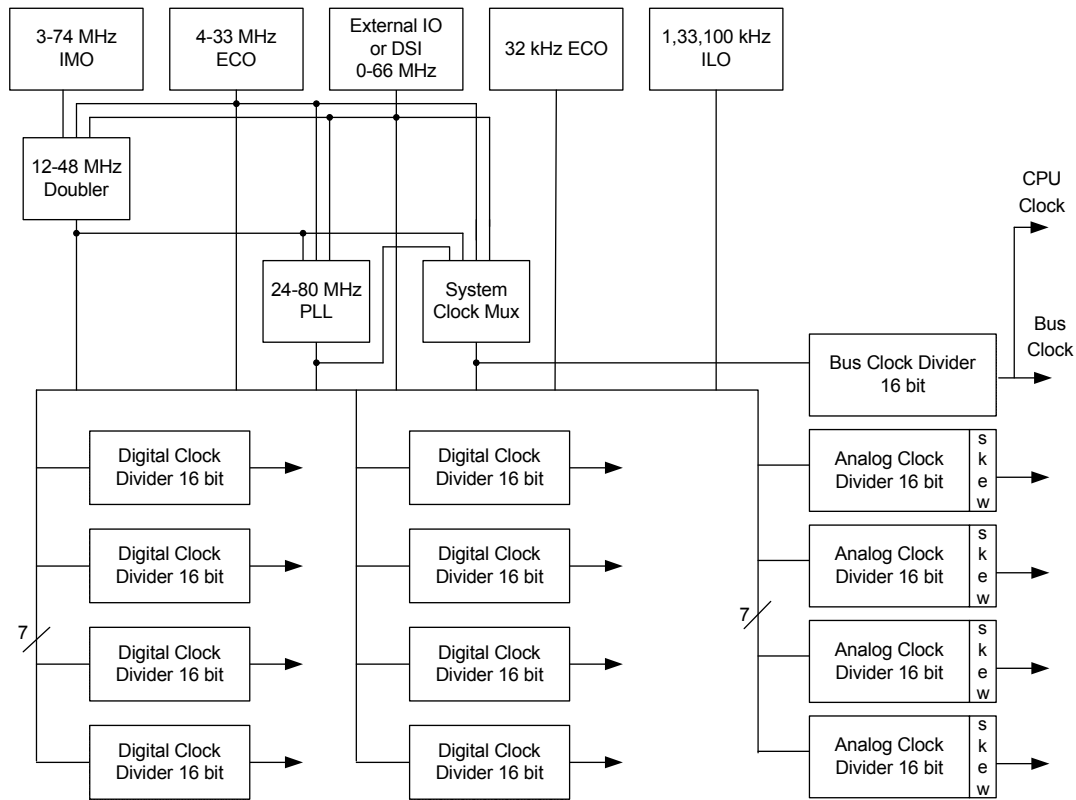 3-74 MHz
IMO
4-33 MHz
ECO
External IO
or DSI
0-66 MHz
32 kHz ECO
1,33,100 kHz
ILO
12-48 MHz
Doubler
CPU
Clock
24-80 MHz
PLL
System
Clock Mux
Bus
Clock
Bus Clock Divider
16 bit
Digital Clock
Divider 16 bit
Digital Clock
Divider 16 bit
Analog Clock
Divider 16 bit
s
k
e
w
Digital Clock
Divider 16 bit
Digital Clock
Divider 16 bit
Analog Clock
Divider 16 bit
s
k
e
w
7
7
Digital Clock
Divider 16 bit
Digital Clock
Divider 16 bit
Analog Clock
Divider 16 bit
s
k
e
w
Digital Clock
Divider 16 bit
Digital Clock
Divider 16 bit
Analog Clock
Divider 16 bit
s
k
e
w